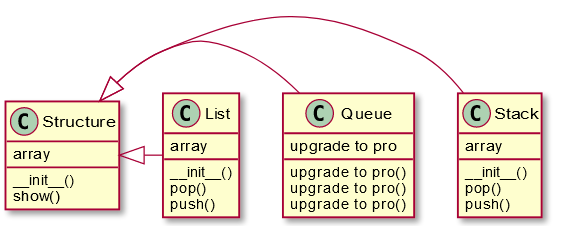 C Structure
array
__init__()
show()
C List
array
__init__()
pop()
push()
C Queue
upgrade to pro
upgrade to pro()
upgrade to pro()
upgrade to pro()
C Stack
array
__init__()
pop()
push()